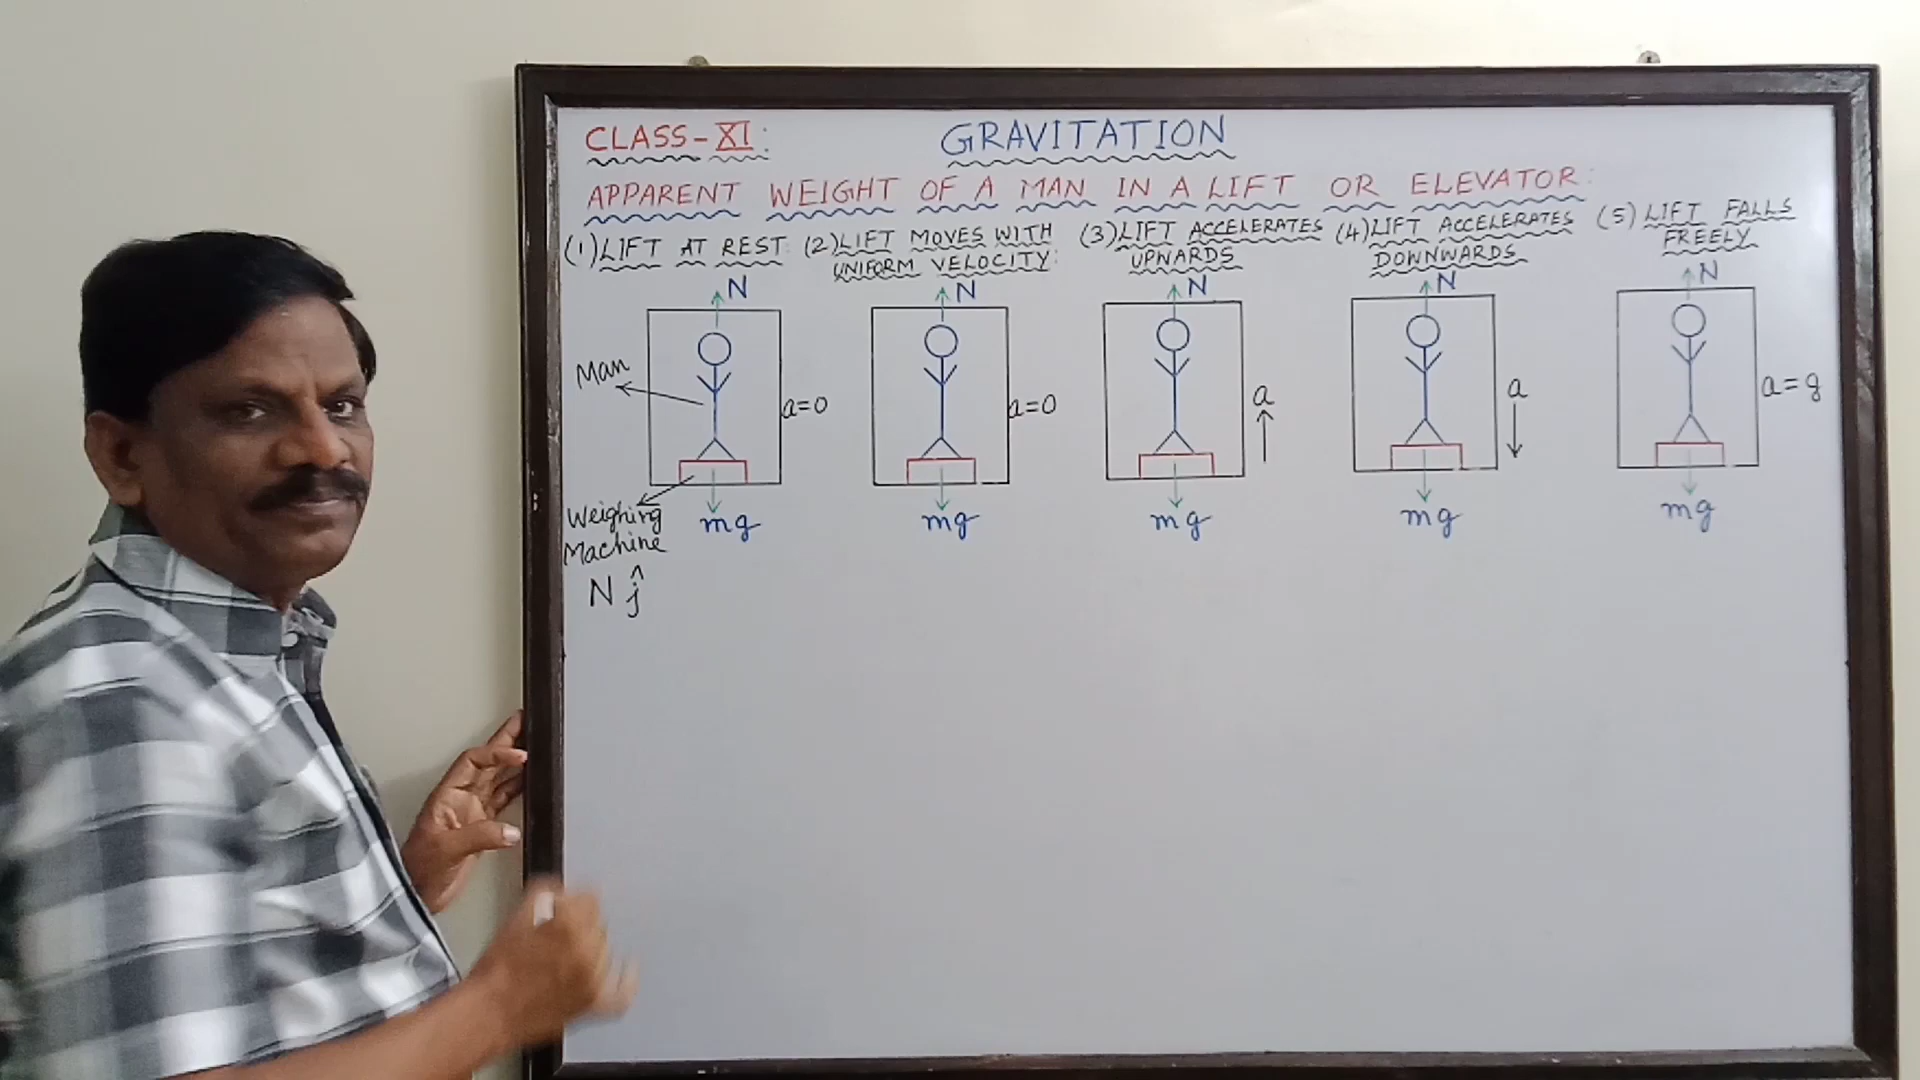 CLASS-XI: GRAVITATION
APPARENT WEIGHT OF A MAN IN A LIFT OR ELEVATOR:
(1) LIFT AT REST:
N
Man
a=0
Weighing
Machine
mg
N ĵ
(2) LIFT MOVES WITH
UNIFORM VELOCITY:
N
a=0
mg
(3) LIFT ACCELERATES
UPWARDS
N
a
mg
(4) LIFT ACCELERATES
DOWNWARDS
N
a
mg
(5) LIFT FALLS
FREELY
N
a=g
mg